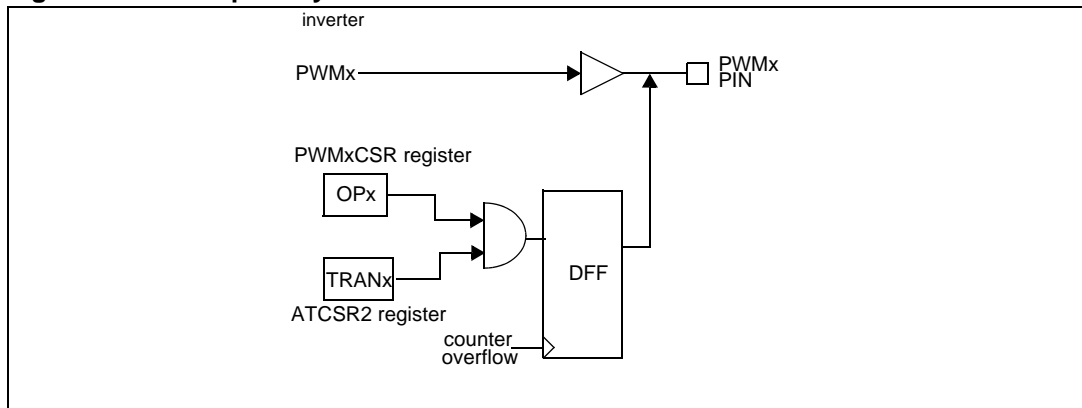 inverter
PWMx
PWMx
PIN
PWMxCSR register
OPx
TRANx
DFF
ATCSR2 register
counter
overflow